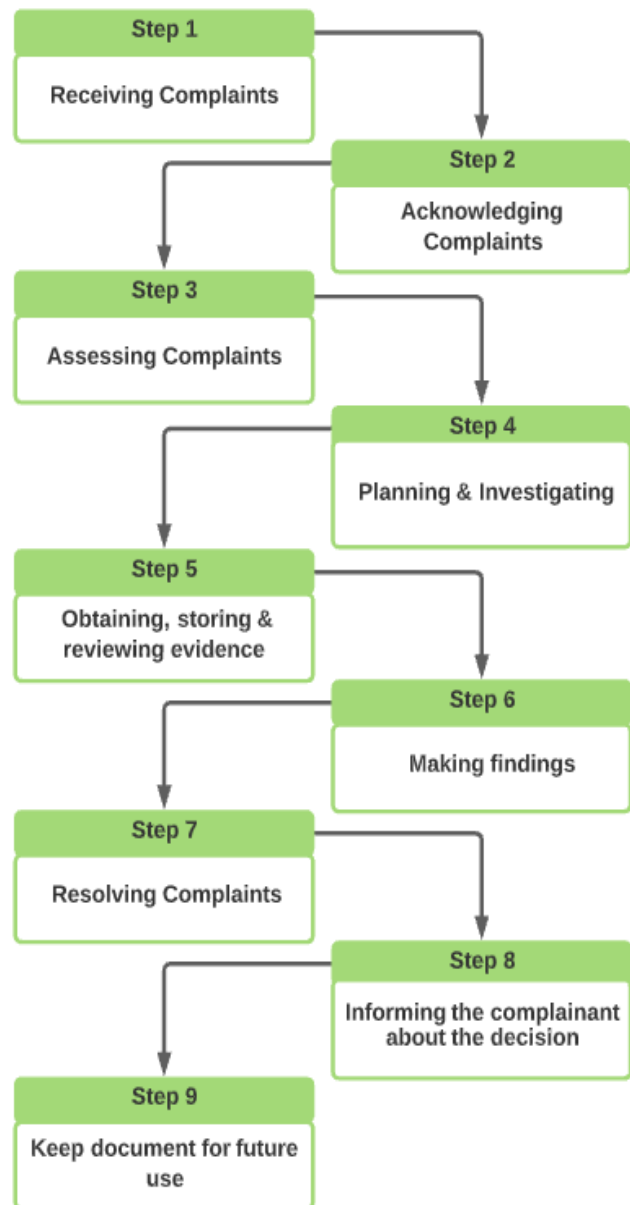 Step 1
Receiving Complaints
Step 2
Acknowledging
Complaints
Step 3
Assessing Complaints
Step 4
Planning & Investigating
Step 5
Obtaining, storing &
reviewing evidence
Step 6
Making findings
Step 7
Resolving Complaints
Step 8
Informing the complainant
about the decision
Step 9
Keep document for future
use